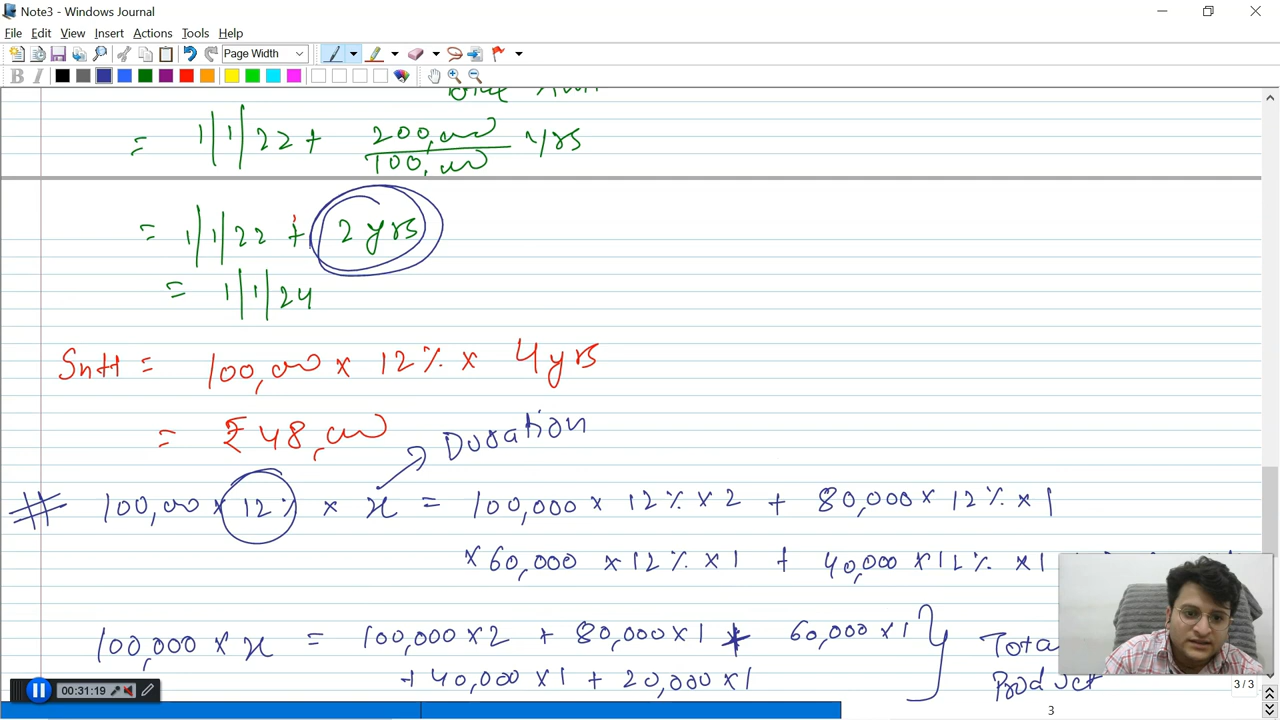 Note3 - Windows Journal
File Edit View Insert Actions Tools Help
Page Width
B I
= 1/1/22 + 200,000 / 100,000 yrs
= 1/1/22 + 2 yrs
= 1/1/24
Intt = 100,000 x 12% x 4 yrs
= ₹48,000
Duration
# 100,000 x 12% x x = 100,000 x 12% x 2 + 80,000 x 12% x 1
x 60,000 x 12% x 1 + 40,000 x 12% x 1
100,000 x x = 100,000 x 2 + 80,000 x 1 + 60,000 x 1
+ 40,000 x 1 + 20,000 x 1
Product
00:31:19
3 / 3
3